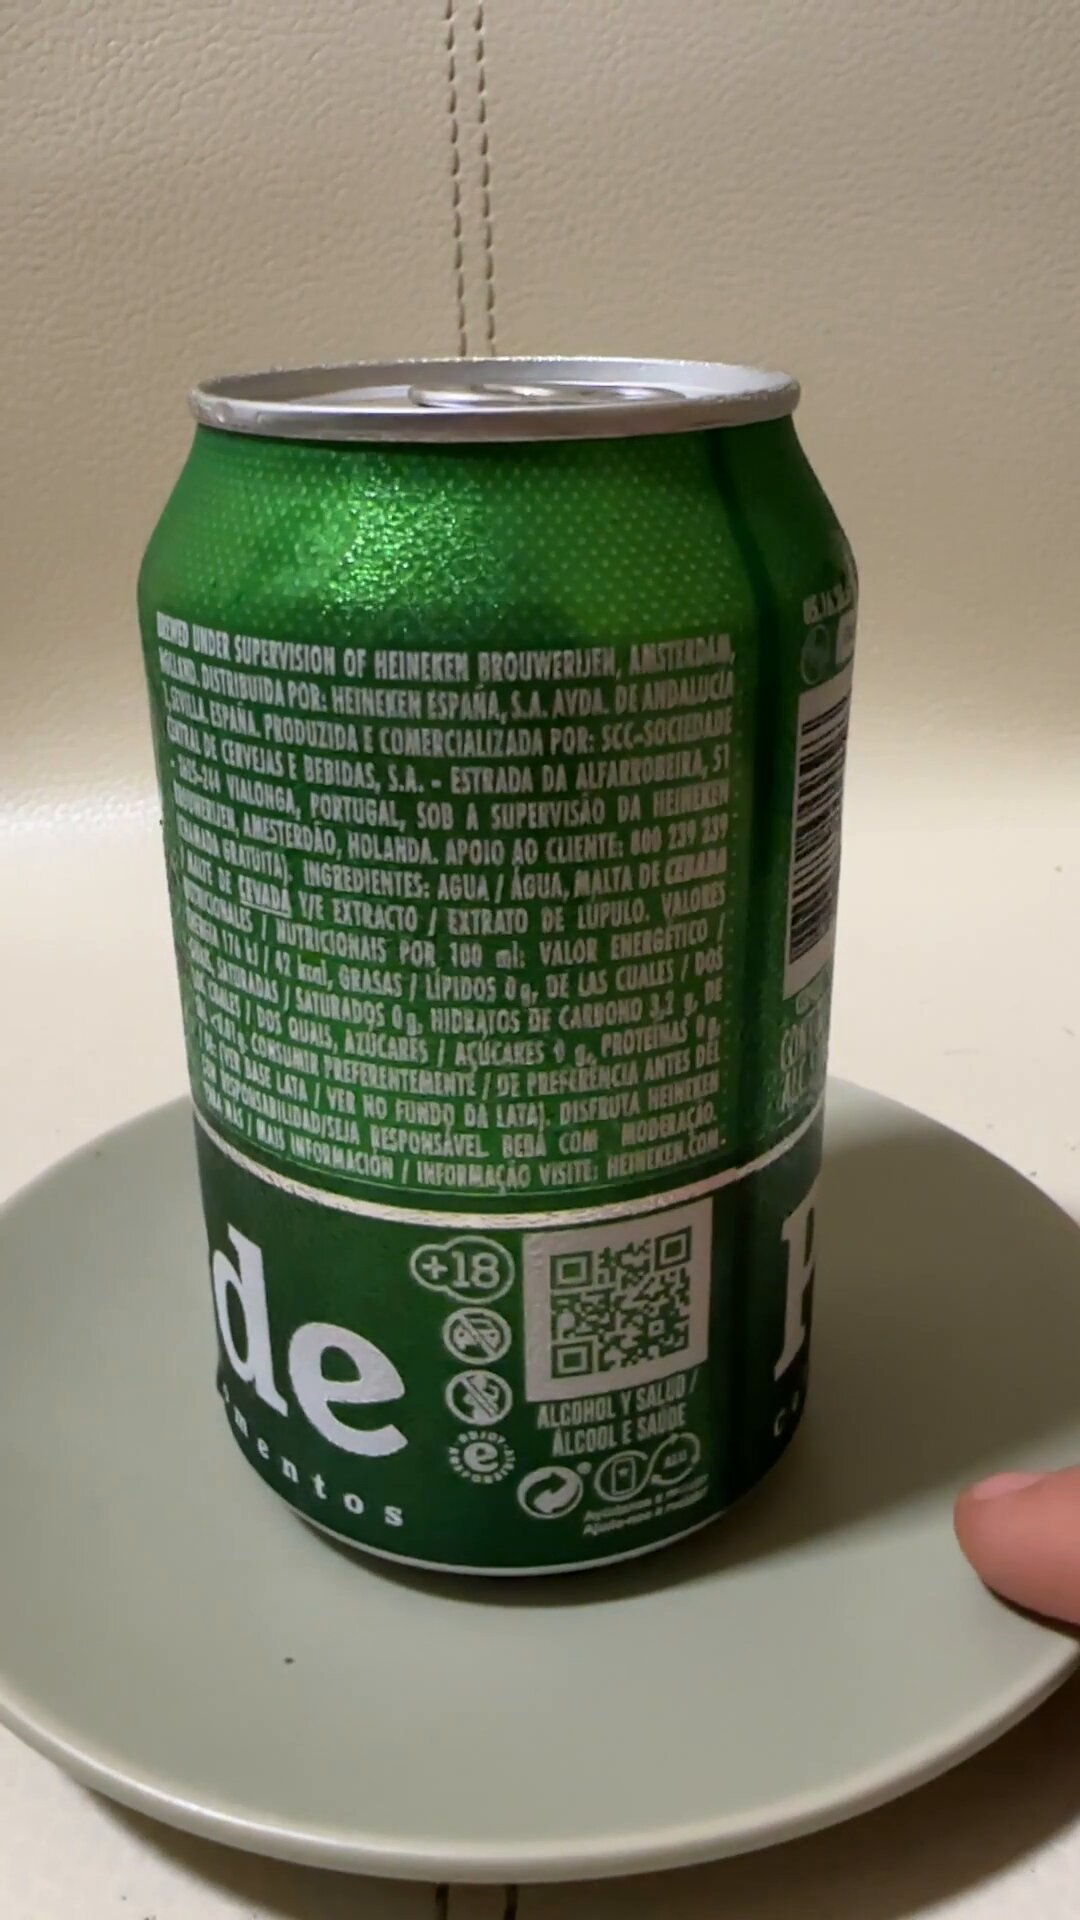 BREWED UNDER SUPERVISION OF HEINEKEN BROUWERIJEN, AMSTERDAM,
HOLLAND. DISTRIBUIDA POR: HEINEKEN ESPAÑA, S.A. AVDA. DE ANDALUCÍA
1, SEVILLA. ESPAÑA. PRODUZIDA E COMERCIALIZADA POR: SCC-SOCIEDADE
CENTRAL DE CERVEJAS E BEBIDAS, S.A. - ESTRADA DA ALFARROBEIRA, 51
- 2625-244 VIALONGA, PORTUGAL, SOB A SUPERVISÃO DA HEINEKEN
BROUWERIJEN, AMESTERDÃO, HOLANDA. APOIO AO CLIENTE: 800 239 239
(CHAMADA GRATUITA). INGREDIENTES: AGUA / ÁGUA, MALTA DE CEBADA
/ MALTE DE CEVADA Y/E EXTRACTO / EXTRATO DE LÚPULO. VALORES
NUTRICIONALES / NUTRICIONAIS POR 100 ml: VALOR ENERGÉTICO /
ENERGIA 176 kJ / 42 kcal, GRASAS / LÍPIDOS 0 g, DE LAS CUALES / DOS
QUAIS, SATURADAS / SATURADOS 0 g, HIDRATOS DE CARBONO 3,2 g, DE
LOS CUALES / DOS QUAIS, AZÚCARES / AÇÚCARES 0 g, PROTEÍNAS 0 g,
SAL <0,01 g. CONSUMIR PREFERENTEMENTE / DE PREFERÊNCIA ANTES DEL
/ DE: (VER BASE LATA / VER NO FUNDO DA LATA). DISFRUTA HEINEKEN
CON RESPONSABILIDAD/SEJA RESPONSÁVEL. BEBA COM MODERAÇÃO.
PARA MÁS / MAIS INFORMACIÓN / INFORMAÇÃO VISITE: HEINEKEN.COM.
de
mentos
+18
ALCOHOL Y SALUD /
ÁLCOOL E SAÚDE
ENJOY
e